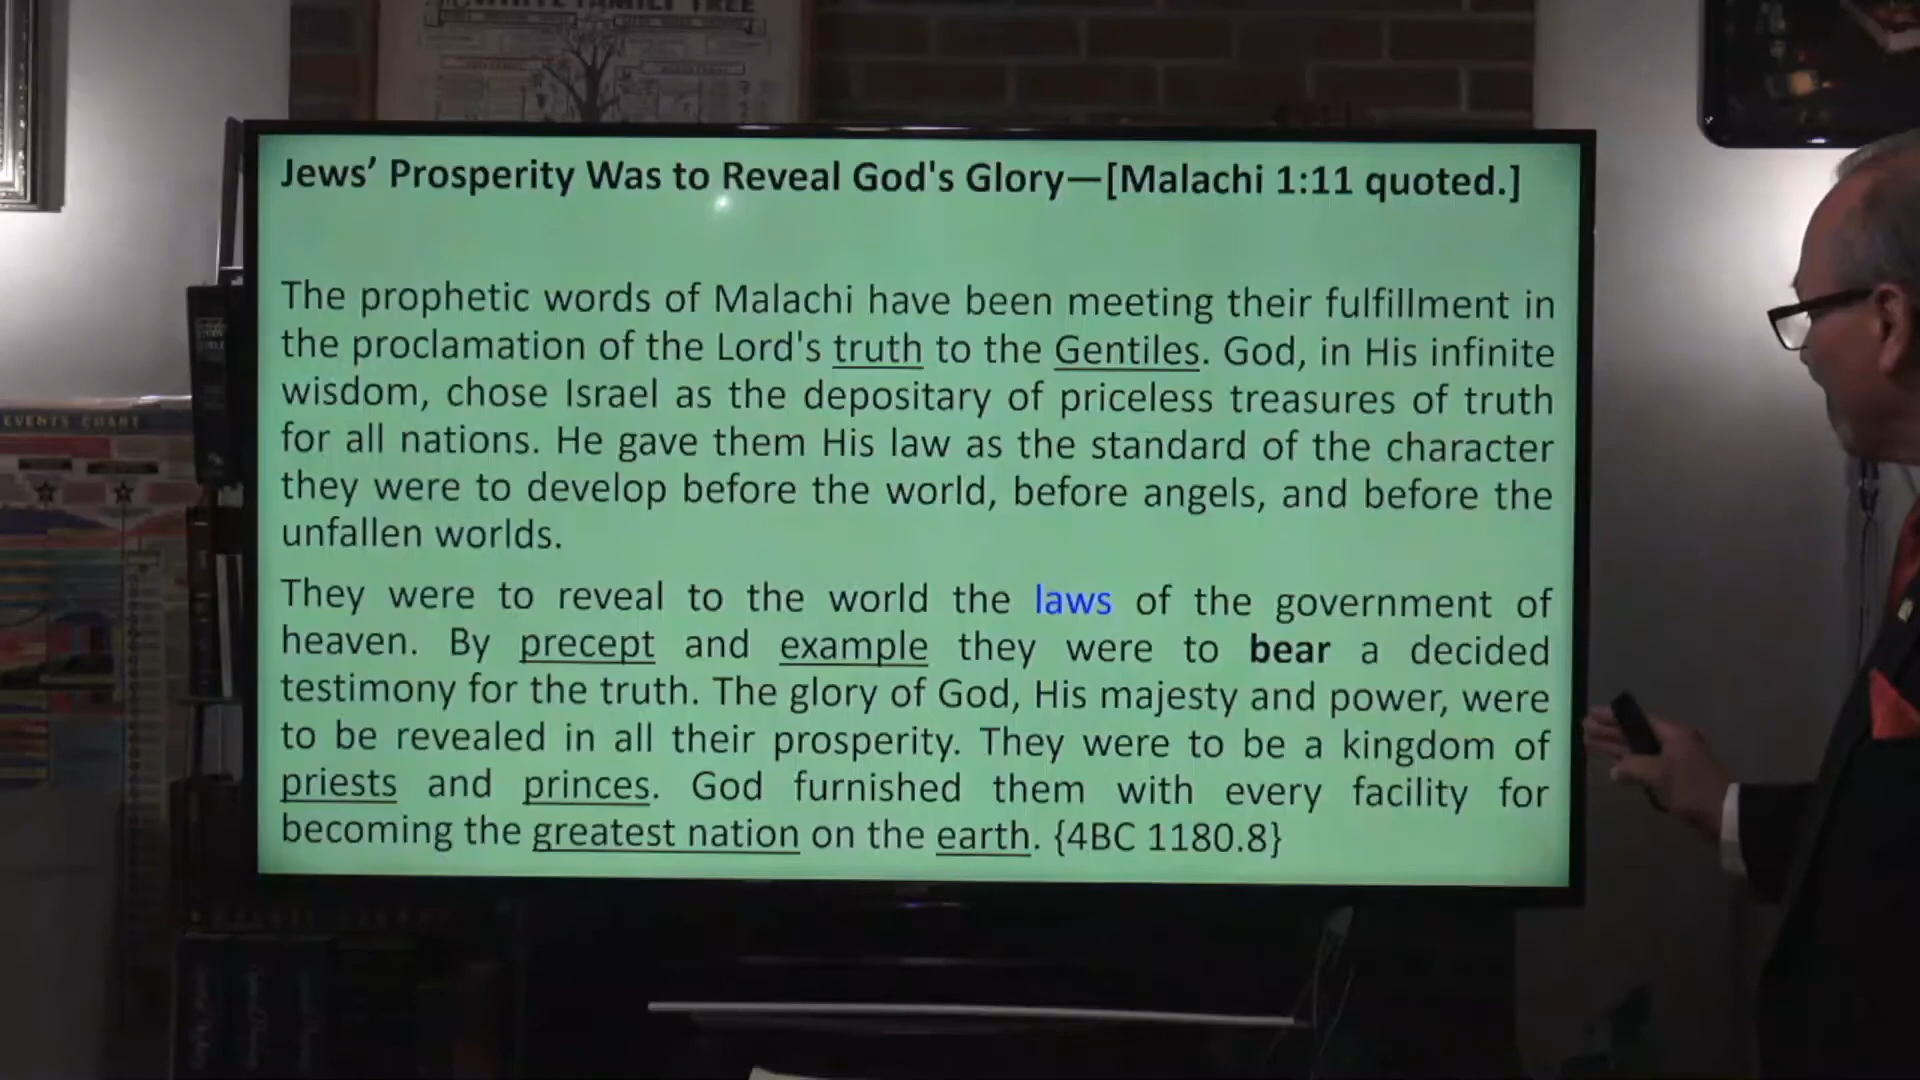 WHITE FAMILY TREE
Jews’ Prosperity Was to Reveal God's Glory—[Malachi 1:11 quoted.]
The prophetic words of Malachi have been meeting their fulfillment in
the proclamation of the Lord's truth to the Gentiles. God, in His infinite
wisdom, chose Israel as the depositary of priceless treasures of truth
for all nations. He gave them His law as the standard of the character
they were to develop before the world, before angels, and before the
unfallen worlds.
They were to reveal to the world the laws of the government of
heaven. By precept and example they were to bear a decided
testimony for the truth. The glory of God, His majesty and power, were
to be revealed in all their prosperity. They were to be a kingdom of
priests and princes. God furnished them with every facility for
becoming the greatest nation on the earth. {4BC 1180.8}
EVENTS CHART